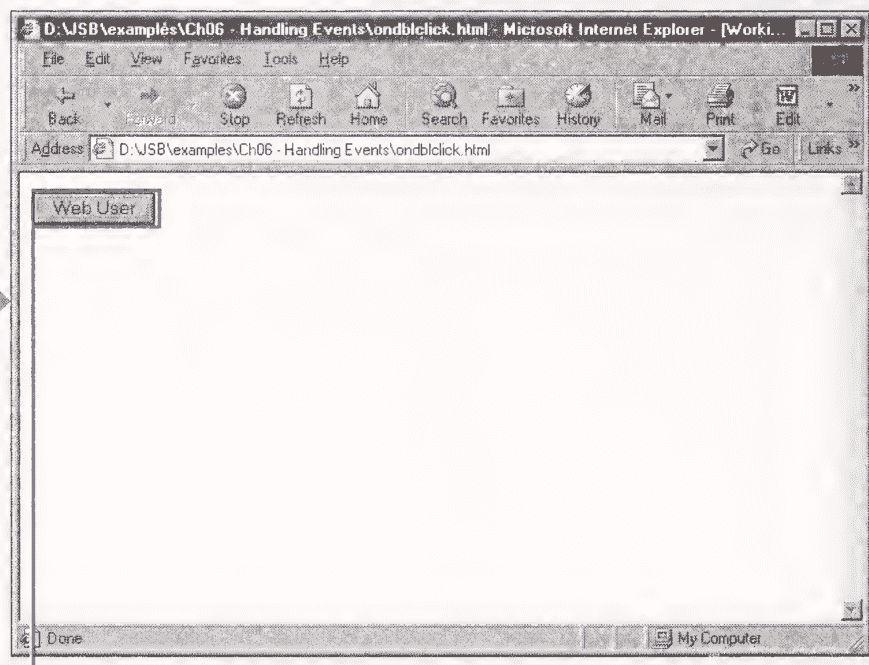 D:\JSB\examples\Ch06 - Handling Events\ondblclick.html - Microsoft Internet Explorer - [Worki...
File Edit View Favorites Tools Help
Back Forward Stop Refresh Home Search Favorites History Mail Print Edit »
Address D:\JSB\examples\Ch06 - Handling Events\ondblclick.html Go Links »
Web User
Done My Computer